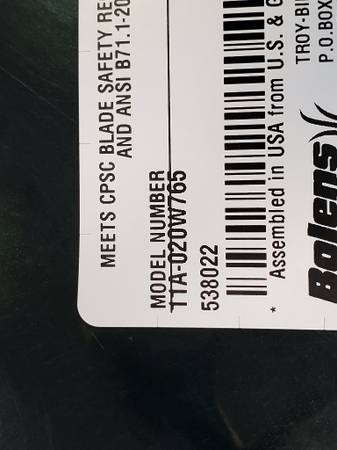 MEETS CPSC BLADE SAFETY RE
AND ANSI B71.1-20
MODEL NUMBER
11A-020W765
538022
* Assembled in USA from U.S. & G
Bolens
TROY-BI
P.O.BOX